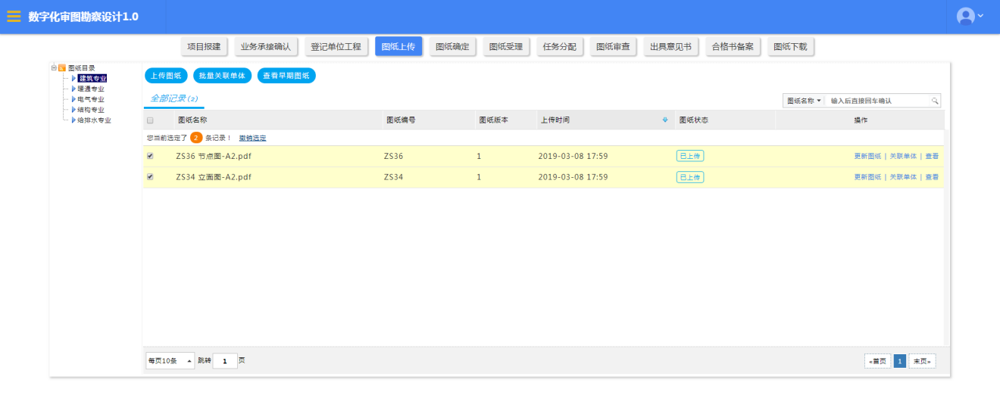 数字化审图勘察设计1.0
项目报建 业务承接确认 登记单位工程 图纸上传 图纸确定 图纸受理 任务分配 图纸审查 出具意见书 合格书备案 图纸下载
图纸目录
建筑专业
暖通专业
电气专业
结构专业
给排水专业
上传图纸 批量关联单体 查看早期图纸
全部记录(2)
图纸名称 输入后直接回车确认
图纸名称 图纸编号 图纸版本 上传时间 图纸状态 操作
您当前选定了 2 条记录！ 撤销选定
ZS36 节点图-A2.pdf ZS36 1 2019-03-08 17:59 已上传 更新图纸 | 关联单体 | 查看
ZS34 立面图-A2.pdf ZS34 1 2019-03-08 17:59 已上传 更新图纸 | 关联单体 | 查看
每页10条 跳转 1 页 «首页 1 末页»